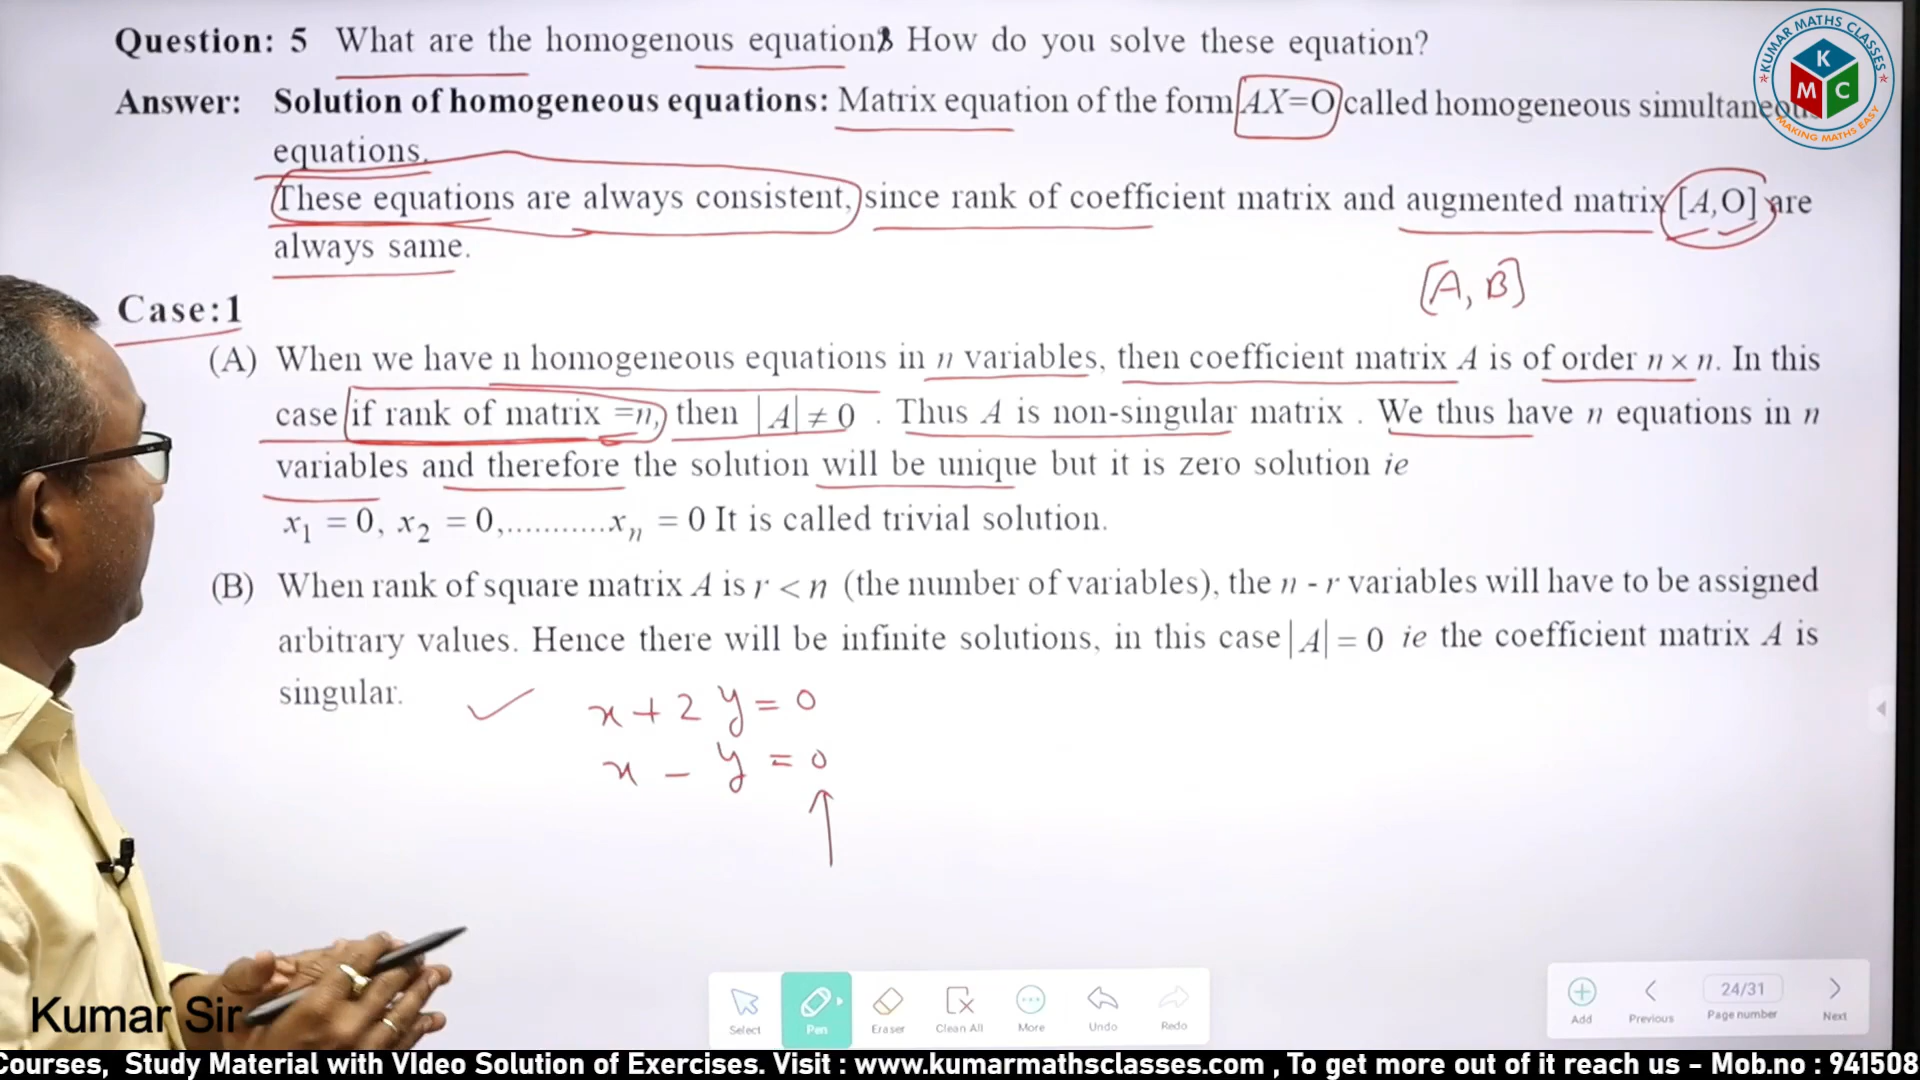 Question: 5 What are the homogenous equations How do you solve these equation?
Answer: Solution of homogeneous equations: Matrix equation of the form AX=O called homogeneous simultaneous
equations.
These equations are always consistent, since rank of coefficient matrix and augmented matrix [A,O] are
always same.
[A, B]
Case:1
(A) When we have n homogeneous equations in n variables, then coefficient matrix A is of order n × n. In this
case if rank of matrix =n, then |A| ≠ 0 . Thus A is non-singular matrix . We thus have n equations in n
variables and therefore the solution will be unique but it is zero solution ie
x₁ = 0, x₂ = 0,...........xₙ = 0 It is called trivial solution.
(B) When rank of square matrix A is r < n (the number of variables), the n - r variables will have to be assigned
arbitrary values. Hence there will be infinite solutions, in this case |A| = 0 ie the coefficient matrix A is
singular.
x + 2 y = 0
x - y = 0
KUMAR MATHS CLASSES
K
M C
MAKING MATHS EASY
Kumar Sir
Select Pen Eraser Clean All More Undo Redo
24/31
Add Previous Page number Next
Courses, Study Material with VIdeo Solution of Exercises. Visit : www.kumarmathsclasses.com , To get more out of it reach us – Mob.no : 941508